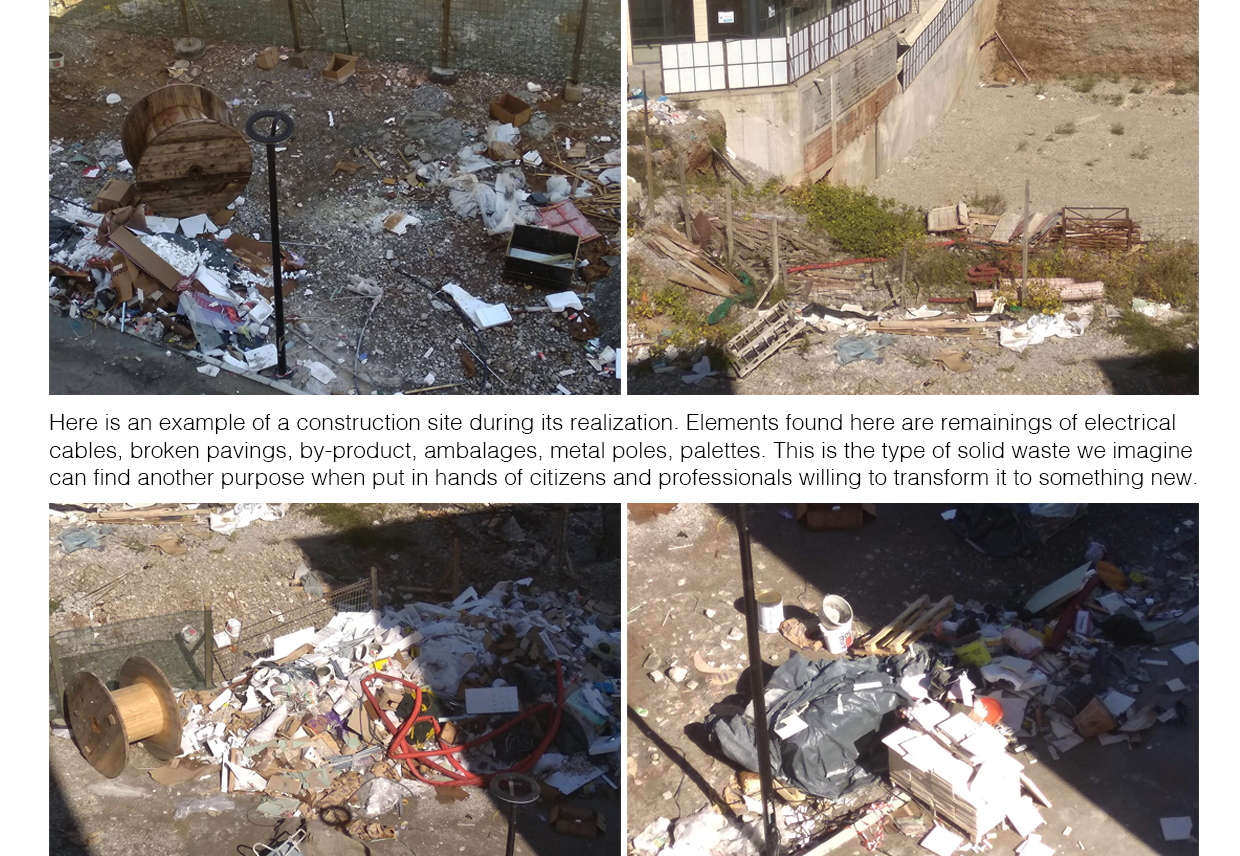 Here is an example of a construction site during its realization. Elements found here are remainings of electrical
cables, broken pavings, by-product, ambalages, metal poles, palettes. This is the type of solid waste we imagine
can find another purpose when put in hands of citizens and professionals willing to transform it to something new.